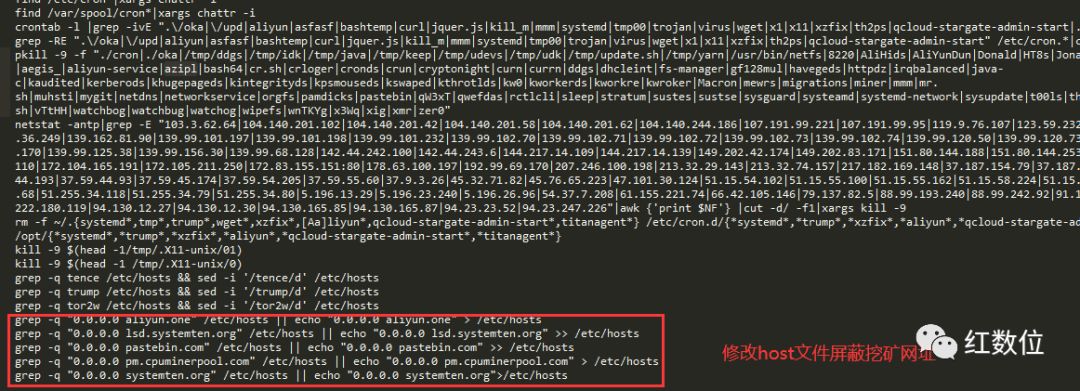 find /etc/cron*|xargs chattr -i
find /var/spool/cron*|xargs chattr -i
crontab -l |grep -ivE ".\/oka|\/upd|aliyun|asfasf|bashtemp|curl|jquer.js|kill_m|mmm|systemd|tmp00|trojan|virus|wget|x1|x11|xzfix|th2ps|qcloud-stargate-admin-start|.
grep -RE ".\/oka|\/upd|aliyun|asfasf|bashtemp|curl|jquer.js|kill_m|mmm|systemd|tmp00|trojan|virus|wget|x1|x11|xzfix|th2ps|qcloud-stargate-admin-start" /etc/cron.*|c
pkill -9 -f "./cron|./oka|/tmp/ddgs|/tmp/idk|/tmp/java|/tmp/keep|/tmp/udevs|/tmp/udk|/tmp/update.sh|/tmp/yarn|/usr/bin/netfs|8220|AliHids|AliYunDun|Donald|HT8s|Jona
|aegis_|aliyun-service|azipl|bash64|cr.sh|crloger|cronds|crun|cryptonight|curn|currn|ddgs|dhcleint|fs-manager|gf128mul|havegeds|httpdz|irqbalanced|java-
c|kaudited|kerberods|khugepageds|kintegrityds|kpsmouseds|kswaped|kthrotlds|kw0|kworkerds|kworkre|kwroker|Macron|mewrs|migrations|miner|mmm|mr.
sh|muhsti|mygit|netdns|networkservice|orgfs|pamdicks|pastebin|qW3xT|qwefdas|rctlcli|sleep|stratum|sustes|sustse|sysguard|systeamd|systemd-network|sysupdate|t00ls|th
sh|vTtHH|watchbog|watchbug|watchog|wipefs|wnTKYg|x3Wq|xig|xmr|zer0"
netstat -antp|grep -E "103.3.62.64|104.140.201.102|104.140.201.42|104.140.201.58|104.140.201.62|104.140.244.186|107.191.99.221|107.191.99.95|119.9.76.107|123.59.232
.36.249|139.162.81.90|139.99.101.197|139.99.101.198|139.99.101.232|139.99.102.70|139.99.102.71|139.99.102.72|139.99.102.73|139.99.102.74|139.99.120.50|139.99.120.73
.170|139.99.125.38|139.99.156.30|139.99.68.128|142.44.242.100|142.44.243.6|144.217.14.109|144.217.14.139|149.202.42.174|149.202.83.171|151.80.144.188|151.80.144.253
110|172.104.165.191|172.105.211.250|172.83.155.151:80|178.63.100.197|192.99.69.170|207.246.100.198|213.32.29.143|213.32.74.157|217.182.169.148|37.187.154.79|37.187.
44.193|37.59.44.93|37.59.45.174|37.59.54.205|37.59.55.60|37.9.3.26|45.32.71.82|45.76.65.223|47.101.30.124|51.15.54.102|51.15.55.100|51.15.55.162|51.15.58.224|51.15.
.68|51.255.34.118|51.255.34.79|51.255.34.80|5.196.13.29|5.196.23.240|5.196.26.96|54.37.7.208|61.155.221.74|66.42.105.146|79.137.82.5|88.99.193.240|88.99.242.92|91.1
222.180.119|94.130.12.27|94.130.12.30|94.130.165.85|94.130.165.87|94.23.23.52|94.23.247.226"|awk {'print $NF'} |cut -d/ -f1|xargs kill -9
rm -f ~/.{systemd*,tmp*,trump*,wget*,xzfix*,[Aa]liyun*,qcloud-stargate-admin-start*,titanagent*} /etc/cron.d/{*systemd*,*trump*,*xzfix*,*aliyun*,*qcloud-stargate-adm
/opt/{*systemd*,*trump*,*xzfix*,*aliyun*,*qcloud-stargate-admin-start*,*titanagent*}
kill -9 $(head -1/tmp/.X11-unix/01)
kill -9 $(head -1 /tmp/.X11-unix/0)
grep -q tence /etc/hosts && sed -i '/tence/d' /etc/hosts
grep -q trump /etc/hosts && sed -i '/trump/d' /etc/hosts
grep -q tor2w /etc/hosts && sed -i '/tor2w/d' /etc/hosts
grep -q "0.0.0.0 aliyun.one" /etc/hosts || echo "0.0.0.0 aliyun.one" > /etc/hosts
grep -q "0.0.0.0 lsd.systemten.org" /etc/hosts || echo "0.0.0.0 lsd.systemten.org" >> /etc/hosts
grep -q "0.0.0.0 pastebin.com" /etc/hosts || echo "0.0.0.0 pastebin.com" >> /etc/hosts
grep -q "0.0.0.0 pm.cpuminerpool.com" /etc/hosts || echo "0.0.0.0 pm.cpuminerpool.com" > /etc/hosts
grep -q "0.0.0.0 systemten.org" /etc/hosts || echo "0.0.0.0 systemten.org">/etc/hosts
修改host文件屏蔽挖矿网址
红数位